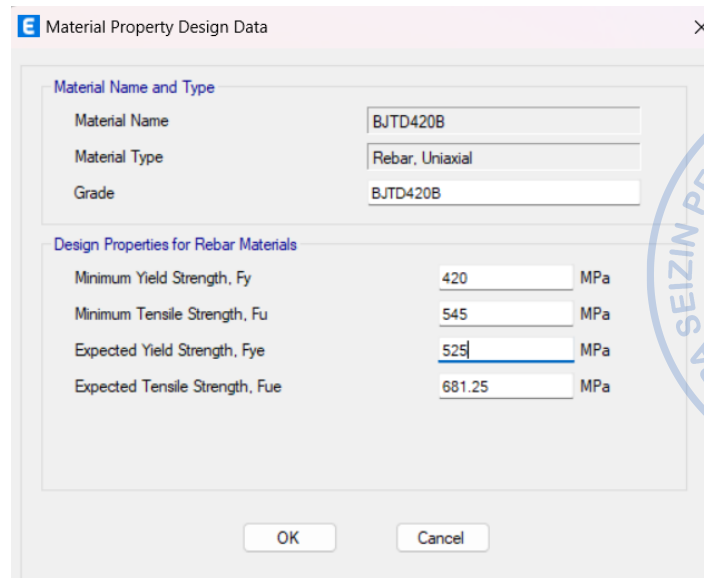 E Material Property Design Data
Material Name and Type
Material Name BJTD420B
Material Type Rebar, Uniaxial
Grade BJTD420B
Design Properties for Rebar Materials
Minimum Yield Strength, Fy 420 MPa
Minimum Tensile Strength, Fu 545 MPa
Expected Yield Strength, Fye 525 MPa
Expected Tensile Strength, Fue 681.25 MPa
OK Cancel
SEIZIN